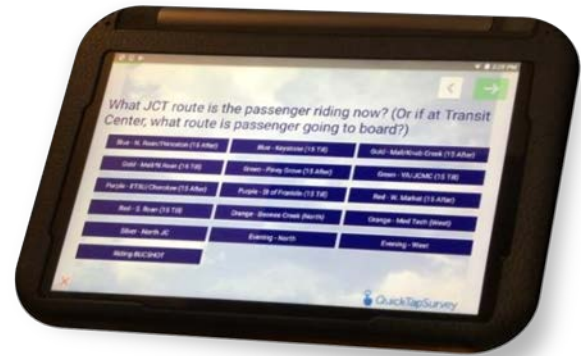 What JCT route is the passenger riding now? (Or if at Transit
Center, what route is passenger going to board?)
Blue - N. Roan/Princeton (15 After)
Blue - Keystone (15 Till)
Gold - Mall/Knob Creek (15 After)
Gold - Mall/N Roan (15 Till)
Green - Piney Grove (15 After)
Green - VA/JCMC (15 Till)
Purple - ETSU/Cherokee (15 After)
Purple - St of Franklin (15 Till)
Red - W. Market (15 After)
Red - S. Roan (15 Till)
Orange - Boones Creek (North)
Orange - Med Tech (West)
Silver - North JC
Evening - North
Evening - West
Riding BUCSHOT
QuickTapSurvey